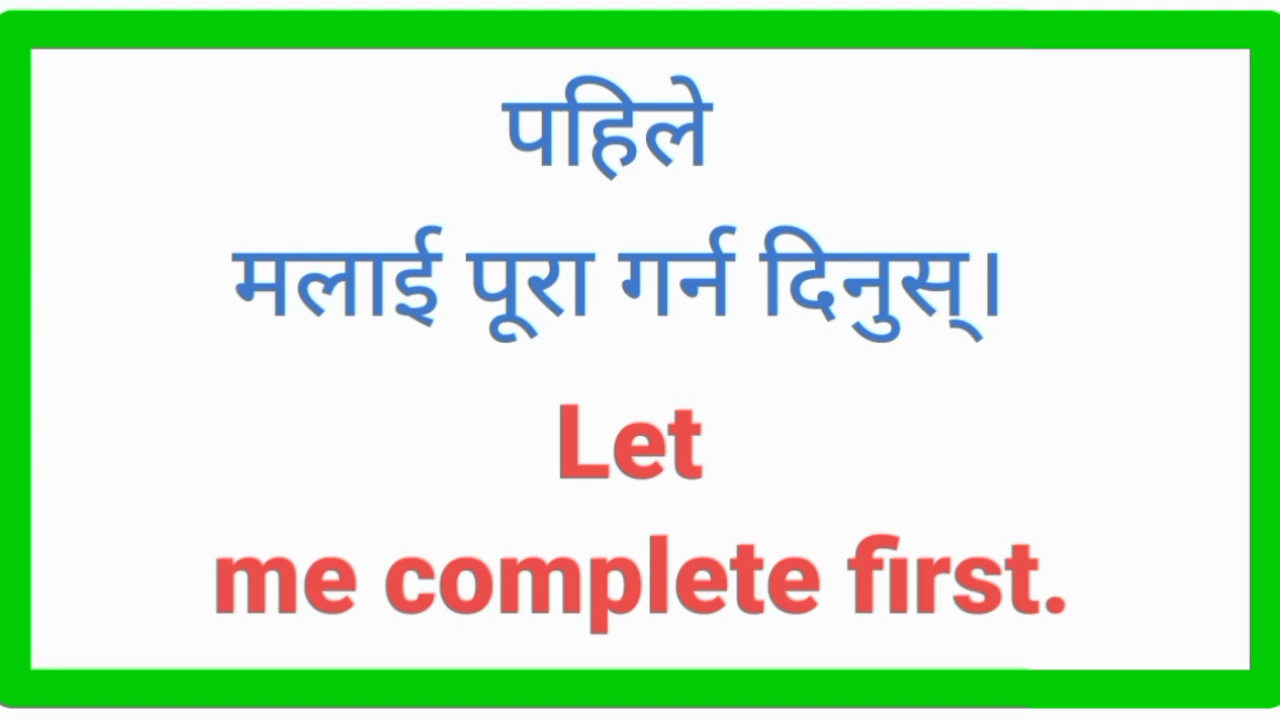 पहिले
मलाई पूरा गर्न दिनुस्।
Let
me complete first.